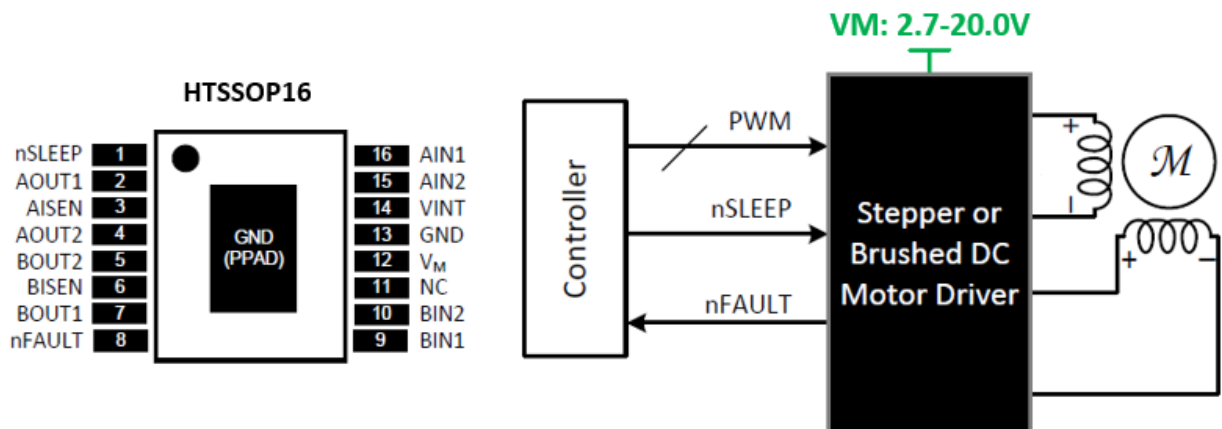 VM: 2.7-20.0V
HTSSOP16
nSLEEP 1
AOUT1 2
AISEN 3
AOUT2 4
BOUT2 5
BISEN 6
BOUT1 7
nFAULT 8
GND
(PPAD)
16 AIN1
15 AIN2
14 VINT
13 GND
12 VM
11 NC
10 BIN2
9 BIN1
Controller
PWM
nSLEEP
nFAULT
Stepper or
Brushed DC
Motor Driver
+
−
M
+ −